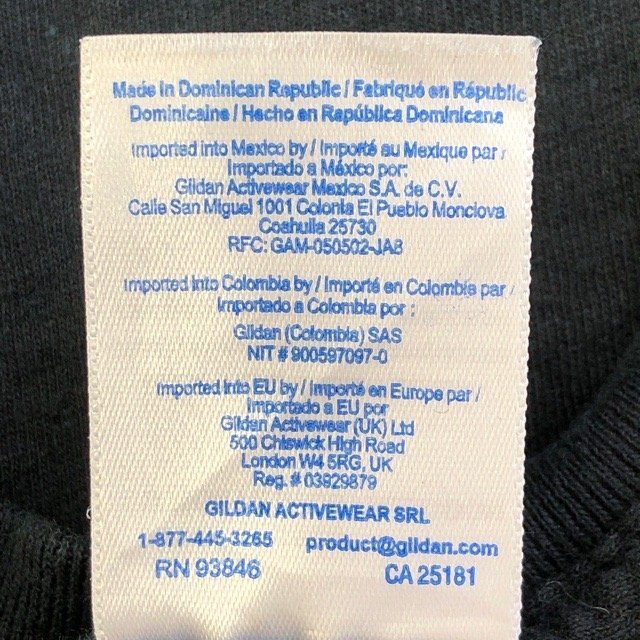 Made in Dominican Republic / Fabriqué en Républic
Dominicaine / Hecho en República Dominicana
Imported into Mexico by / Importé au Mexique par /
Importado a México por:
Gildan Activewear Mexico S.A. de C.V.
Calle San Miguel 1001 Colonia El Pueblo Monclova
Coahuila 25730
RFC: GAM-050502-JA8
Imported into Colombia by / Importé en Colombie par /
Importado a Colombia por :
Gildan (Colombia) SAS
NIT # 900597097-0
Imported into EU by / Importé en Europe par /
Importado a EU por
Gildan Activewear (UK) Ltd
500 Chiswick High Road
London W4 5RG, UK
Reg. # 03929879
GILDAN ACTIVEWEAR SRL
1-877-445-3265 product@gildan.com
RN 93846 CA 25181